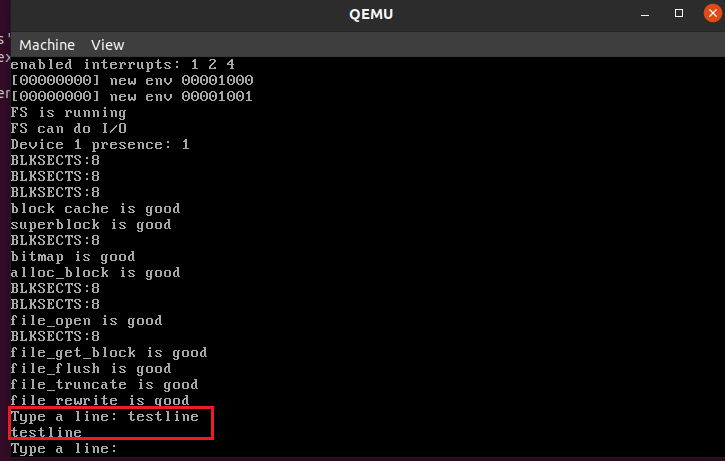 QEMU
Machine View
enabled interrupts: 1 2 4
[00000000] new env 00001000
[00000000] new env 00001001
FS is running
FS can do I/O
Device 1 presence: 1
BLKSECTS:8
BLKSECTS:8
BLKSECTS:8
block cache is good
superblock is good
BLKSECTS:8
bitmap is good
alloc_block is good
BLKSECTS:8
BLKSECTS:8
file_open is good
BLKSECTS:8
file_get_block is good
file_flush is good
file_truncate is good
file rewrite is good
Type a line: testline
testline
Type a line: